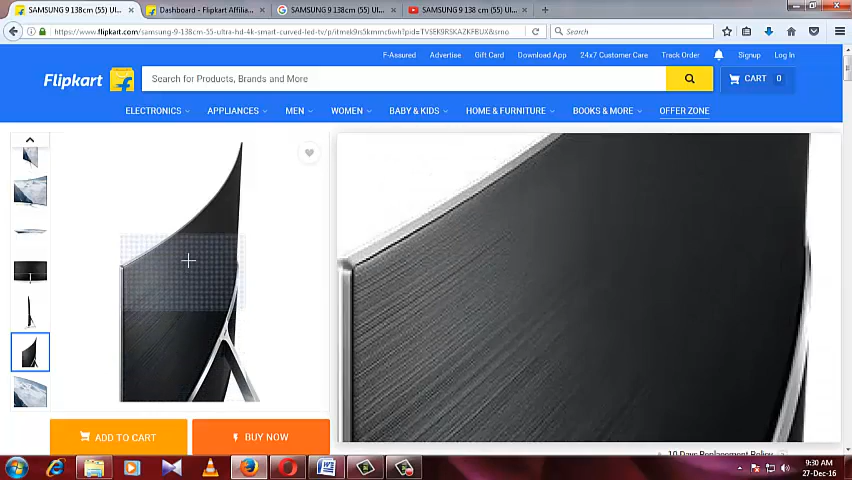 SAMSUNG 9 138cm (55) Ul...
Dashboard - Flipkart Affilia...
SAMSUNG 9 138 cm (55) Ul...
SAMSUNG 9 138 cm (55) Ul...
https://www.flipkart.com/samsung-9-138cm-55-ultra-hd-4k-smart-curved-led-tv/p/
Search
F-Assured
Advertise
Gift Card
Download App
24x7 Customer Care
Track Order
Signup
Log In
Flipkart
Search for Products, Brands and More
CART 0
ELECTRONICS
APPLIANCES
MEN
WOMEN
BABY & KIDS
HOME & FURNITURE
BOOKS & MORE
OFFER ZONE
ADD TO CART
BUY NOW
10 Days Replacement Policy
9:30 AM
27-Dec-16